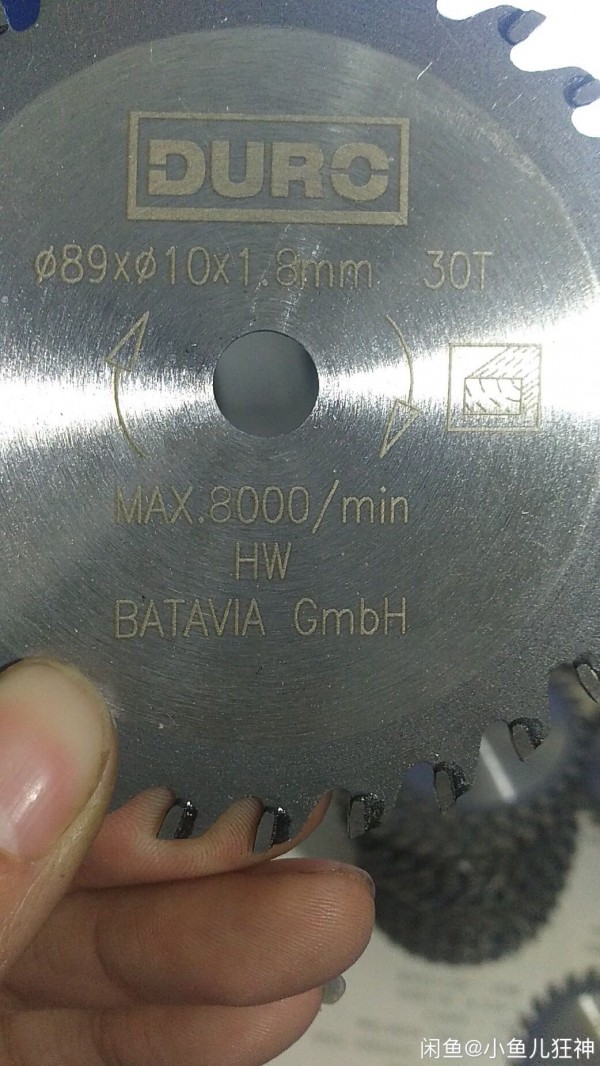 DURO
ø89xø10x1.8mm 30T
MAX.8000/min
HW
BATAVIA GmbH
闲鱼@小鱼儿狂神